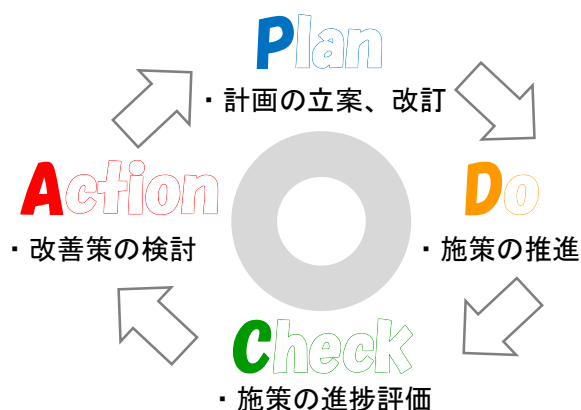 Plan
・計画の立案、改訂
Do
・施策の推進
Check
・施策の進捗評価
Action
・改善策の検討